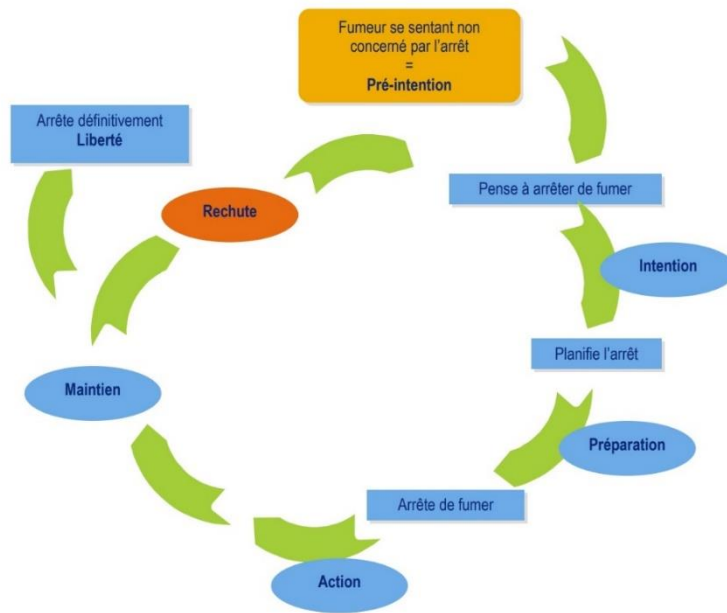 Fumeur se sentant non
concerné par l'arrêt
=
Pré-intention
Arrête définitivement
Liberté
Pense à arrêter de fumer
Rechute
Intention
Planifie l'arrêt
Maintien
Préparation
Arrête de fumer
Action